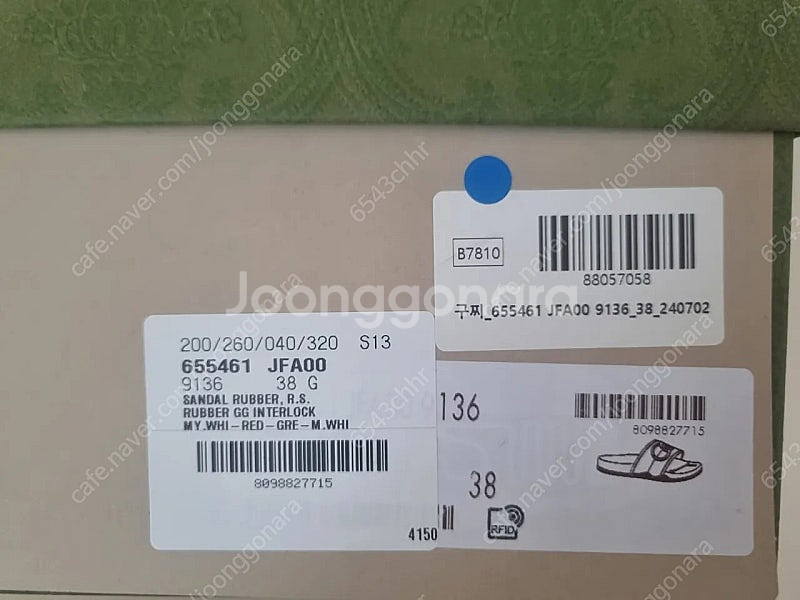 cafe.naver.com/joonggonara
6543chhr
Joonggonara
B7810
88057058
구찌_655461 JFA00 9136_38_240702
200/260/040/320 S13
655461 JFA00
9136 38 G
SANDAL RUBBER, R.S.
RUBBER GG INTERLOCK
MY.WHI-RED-GRE-M.WHI
8098827715
4150
136
8098827715
38
RFID